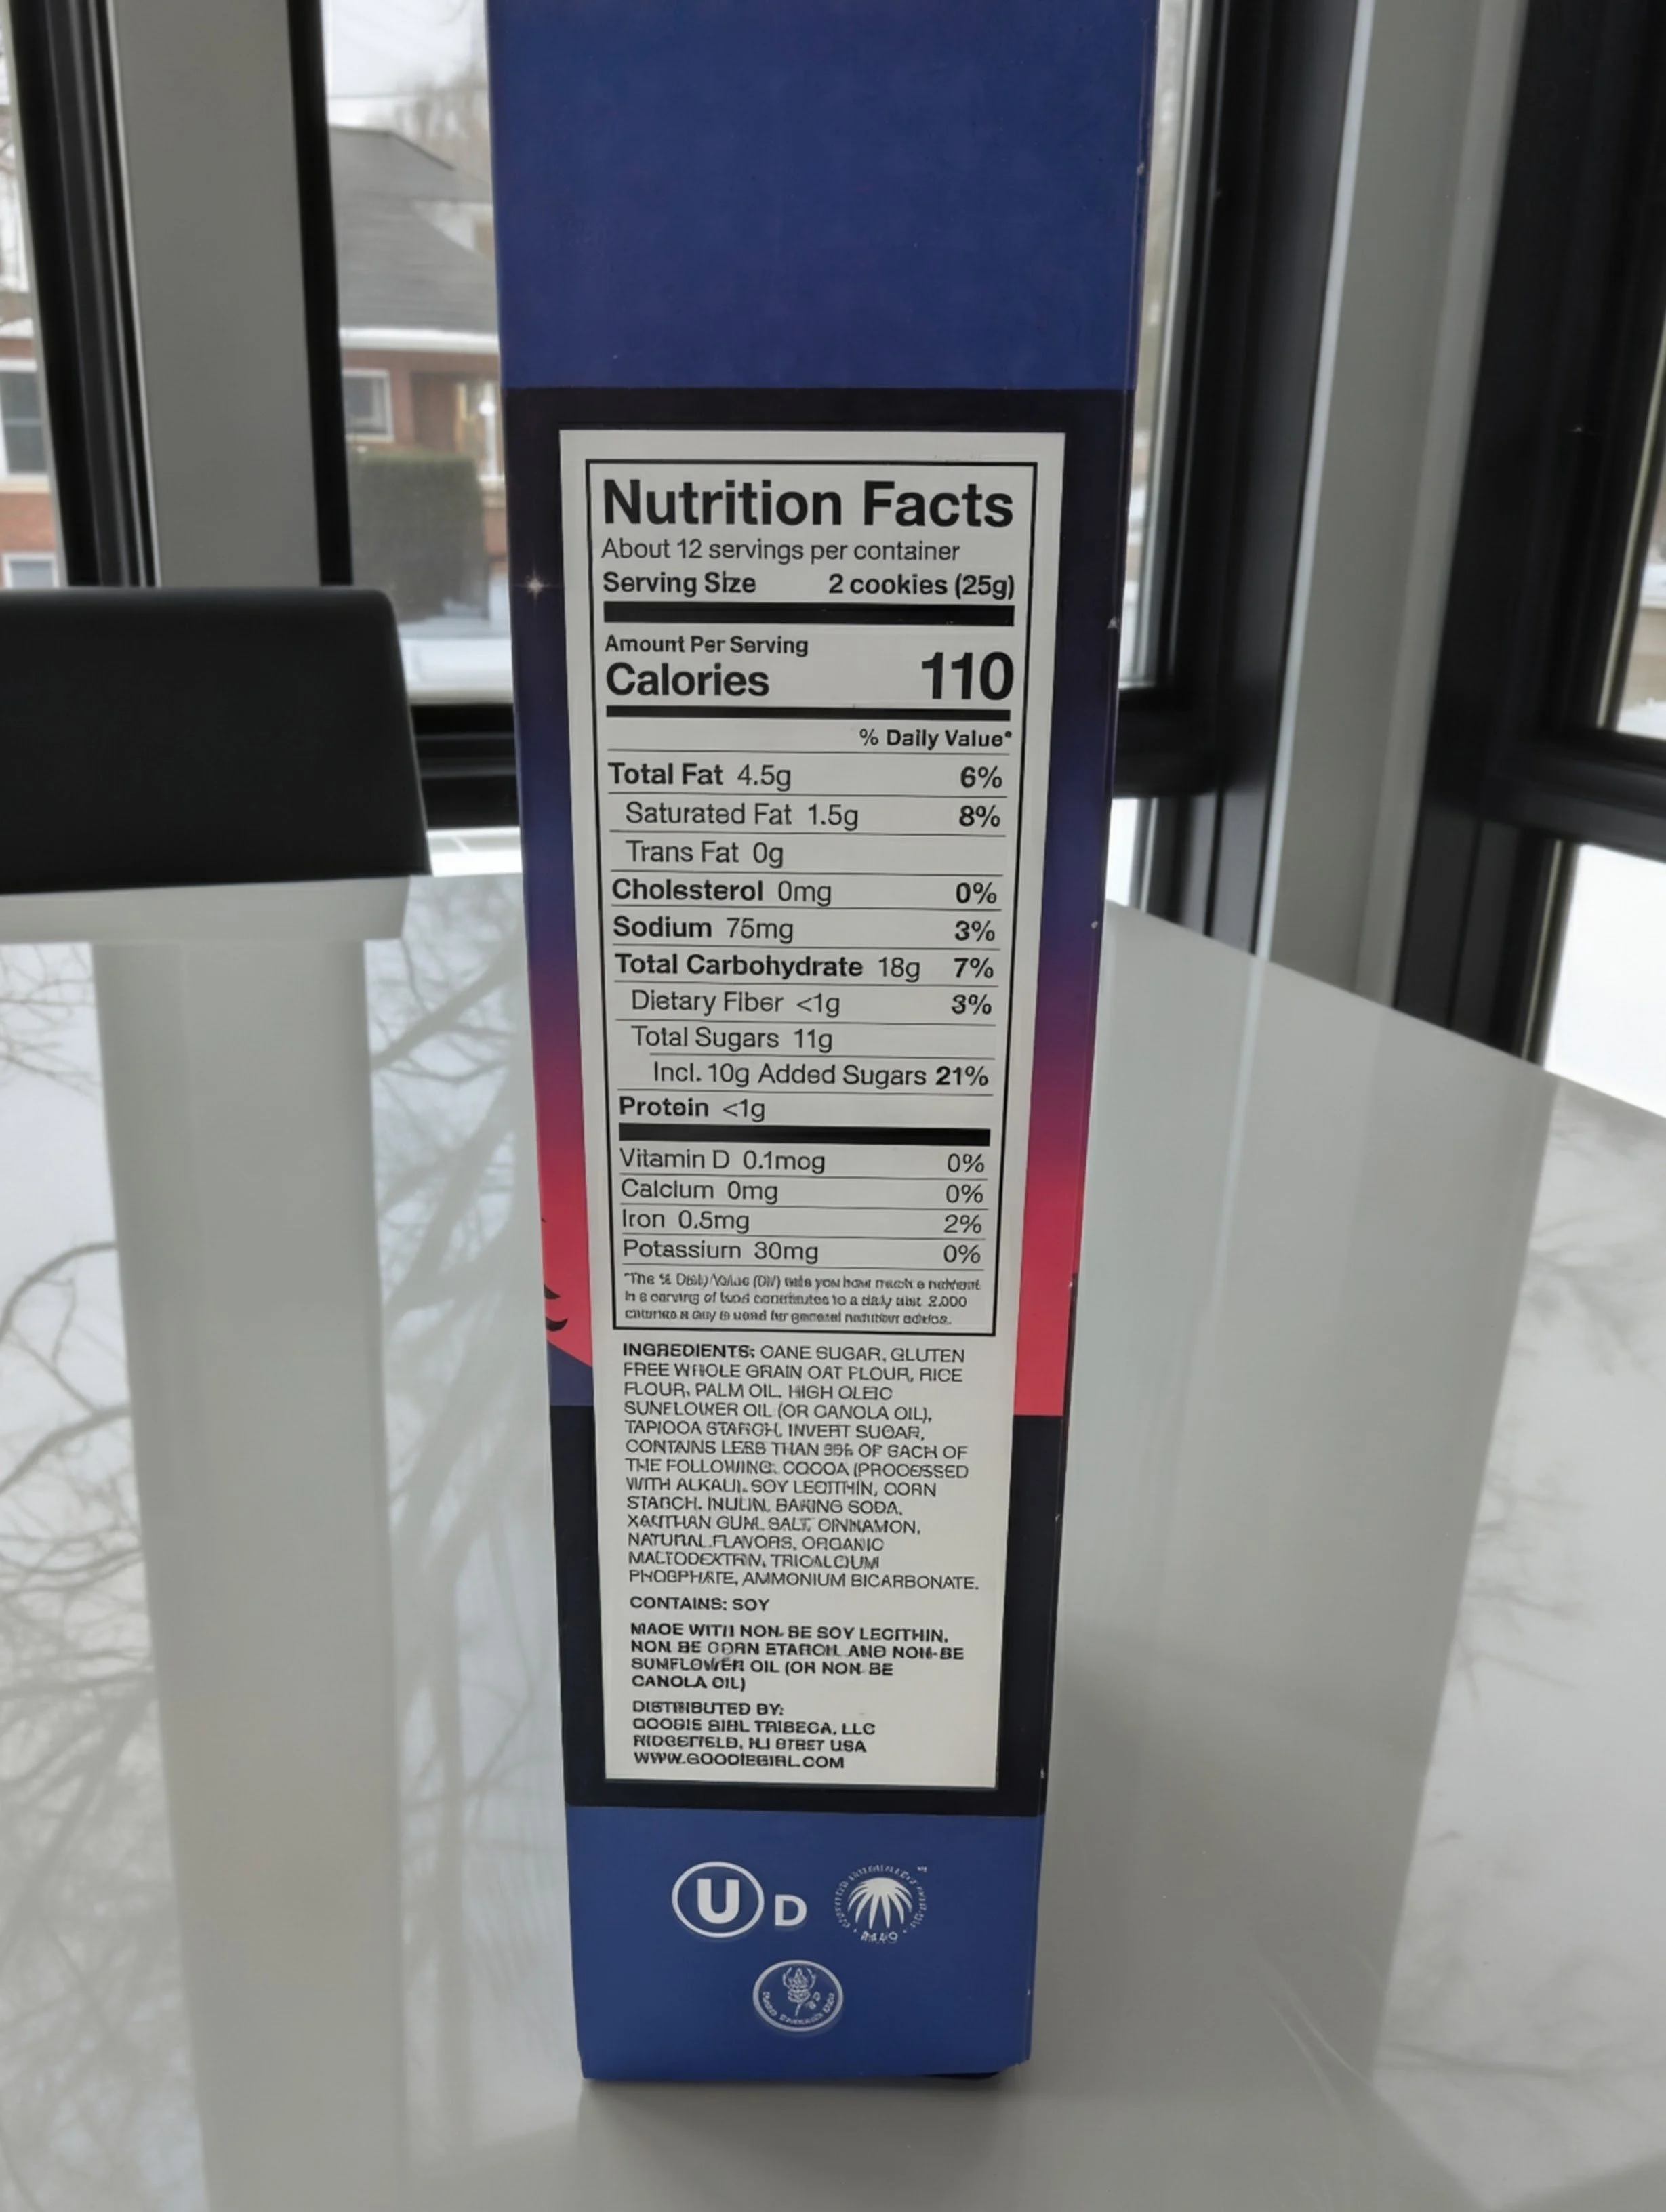 Nutrition Facts
About 12 servings per container
Serving Size 2 cookies (25g)
Amount Per Serving
Calories 110
% Daily Value*
Total Fat 4.5g 6%
Saturated Fat 1.5g 8%
Trans Fat 0g
Cholesterol 0mg 0%
Sodium 75mg 3%
Total Carbohydrate 18g 7%
Dietary Fiber <1g 3%
Total Sugars 11g
Incl. 10g Added Sugars 21%
Protein <1g
Vitamin D 0.1mog 0%
Calcium 0mg 0%
Iron 0.5mg 2%
Potassium 30mg 0%
*The %
to a 2,000
INGREDIENTS: CANE SUGAR, GLUTEN
FREE WHOLE GRAIN OAT FLOUR, RICE
FLOUR, PALM OIL, HIGH OLEIC
SUNFLOWER OIL (OR CANOLA OIL),
TAPIOCA STARCH, INVERT SUGAR,
CONTAINS LESS THAN OF EACH OF
THE FOLLOWING: COCOA (PROCESSED
WITH SOY LECITHIN, CORN
STARCH, INULIN, BAKING SODA,
XANTHAN GUM, SALT, CINNAMON,
NATURAL FLAVORS, ORGANIC
MALTODEXTRIN, TRICALCIUM
PHOSPHATE, AMMONIUM BICARBONATE.
CONTAINS: SOY
MADE WITH NON-BE SOY LECITHIN,
NON BE CORN STARCH, AND NON-BE
SUNFLOWER OIL (OR NON BE
CANOLA OIL)
DISTRIBUTED BY:
GIRL TRIBECA, LLC
USA
U D